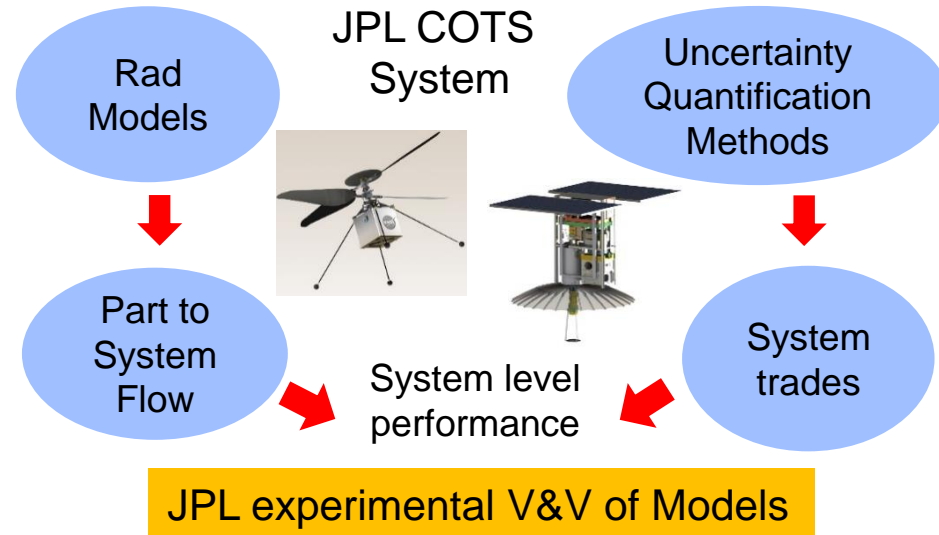 JPL COTS
System
Rad
Models
Uncertainty
Quantification
Methods
Part to
System
Flow
System
trades
System level
performance
JPL experimental V&V of Models